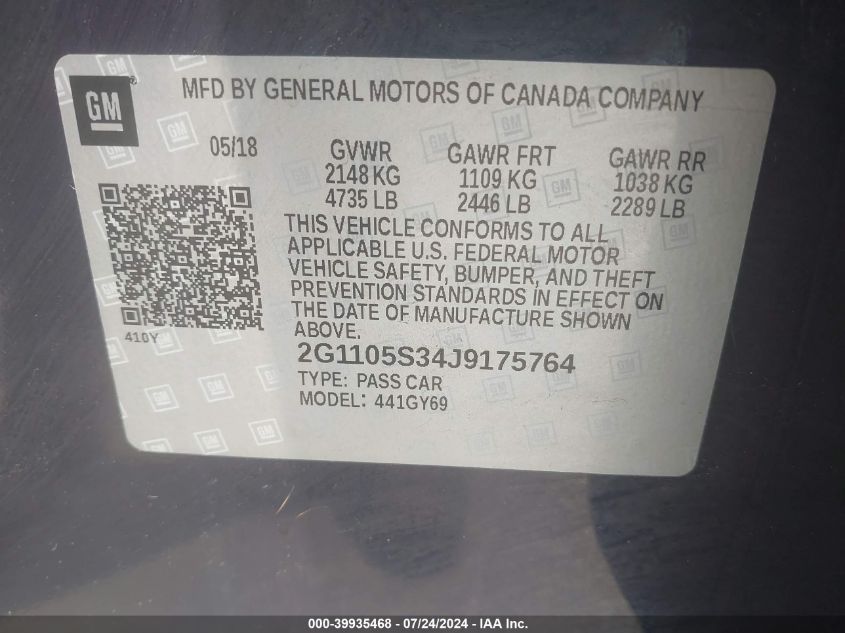 GM
MFD BY GENERAL MOTORS OF CANADA COMPANY
05/18
GVWR
2148 KG
4735 LB
GAWR FRT
1109 KG
2446 LB
GAWR RR
1038 KG
2289 LB
THIS VEHICLE CONFORMS TO ALL
APPLICABLE U.S. FEDERAL MOTOR
VEHICLE SAFETY, BUMPER, AND THEFT
PREVENTION STANDARDS IN EFFECT ON
THE DATE OF MANUFACTURE SHOWN
ABOVE.
410Y
2G1105S34J9175764
TYPE: PASS CAR
MODEL: 441GY69
000-39935468 - 07/24/2024 - IAA Inc.